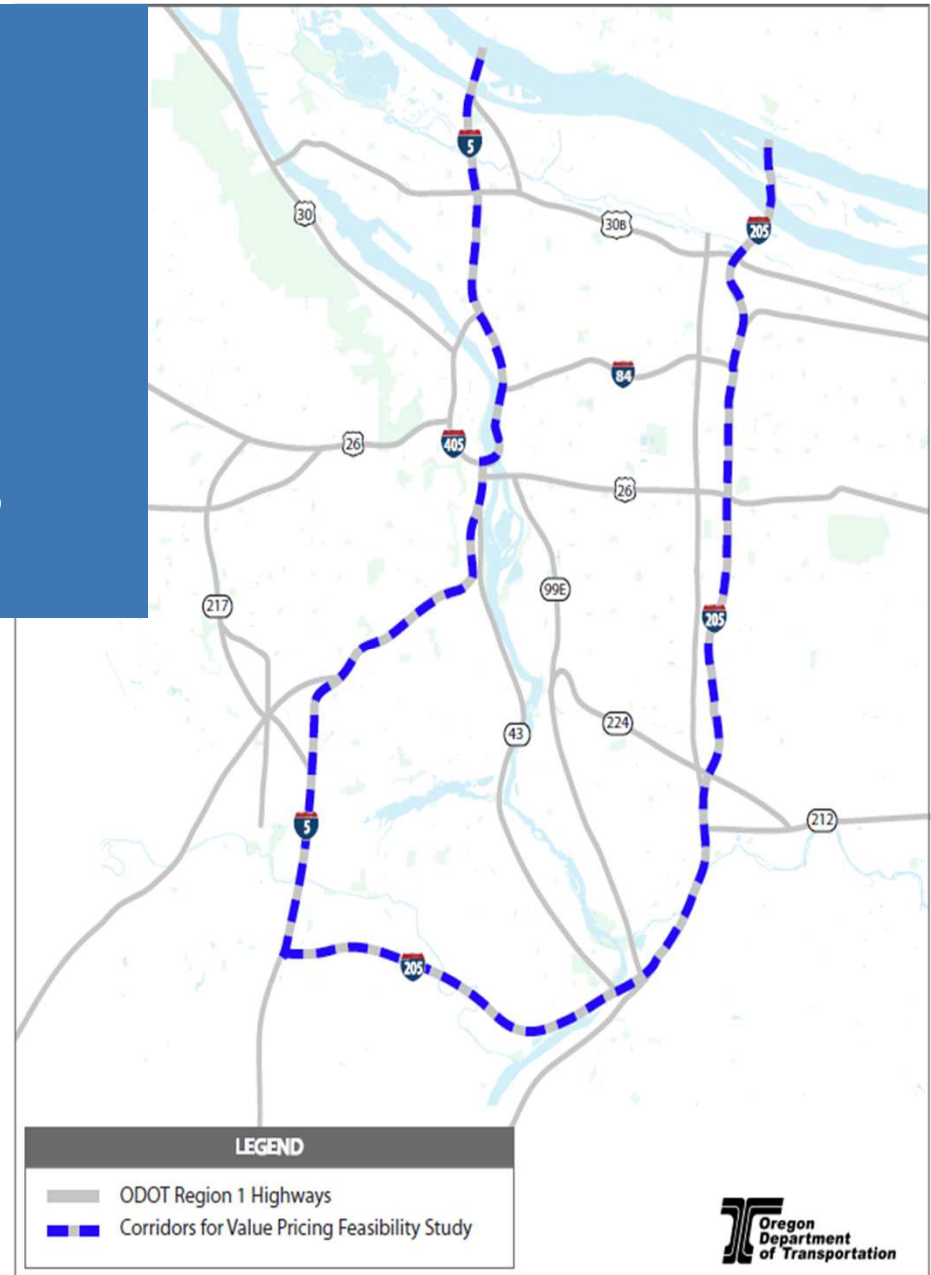 5
205
30
30B
84
405
26
26
99E
217
205
224
43
5
212
205
LEGEND
ODOT Region 1 Highways
Corridors for Value Pricing Feasibility Study
Oregon
Department
of Transportation